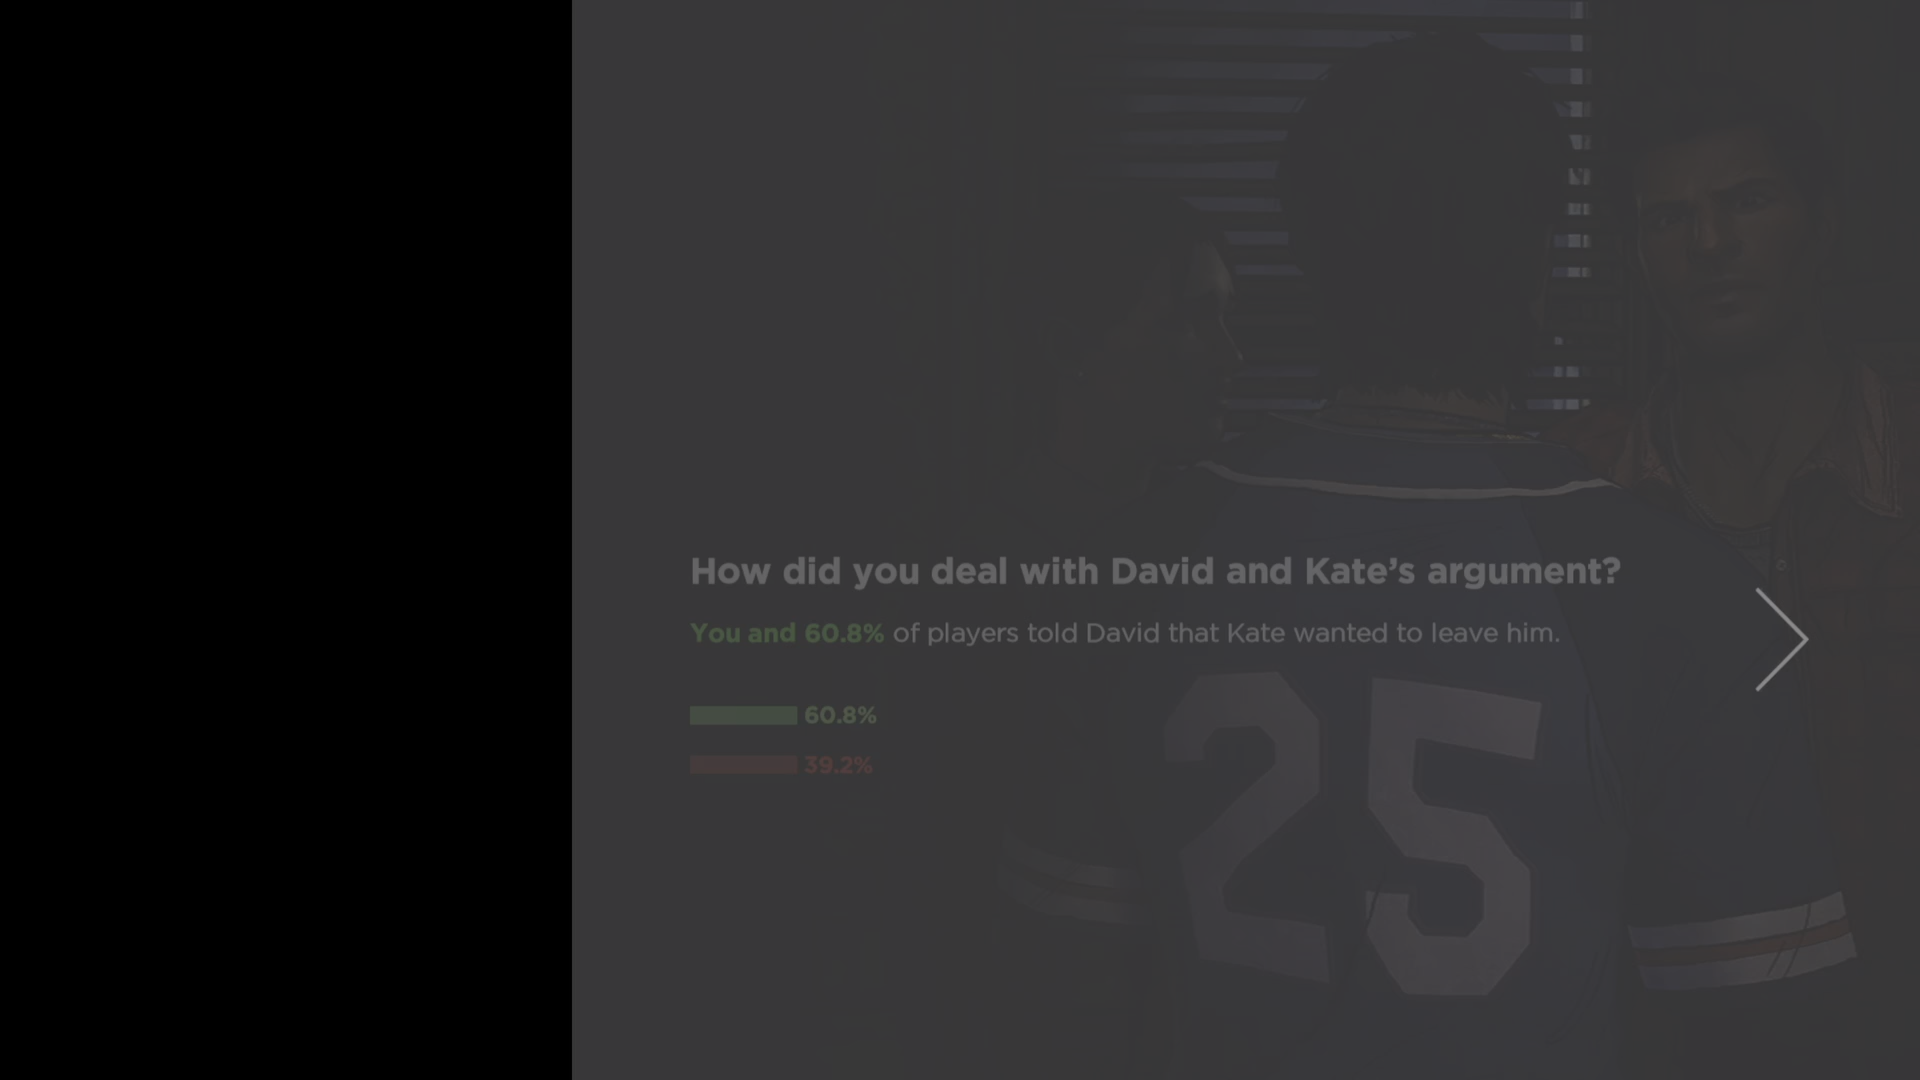 How did you deal with David and Kate’s argument?
You and 60.8% of players told David that Kate wanted to leave him.
60.8%
39.2%
25